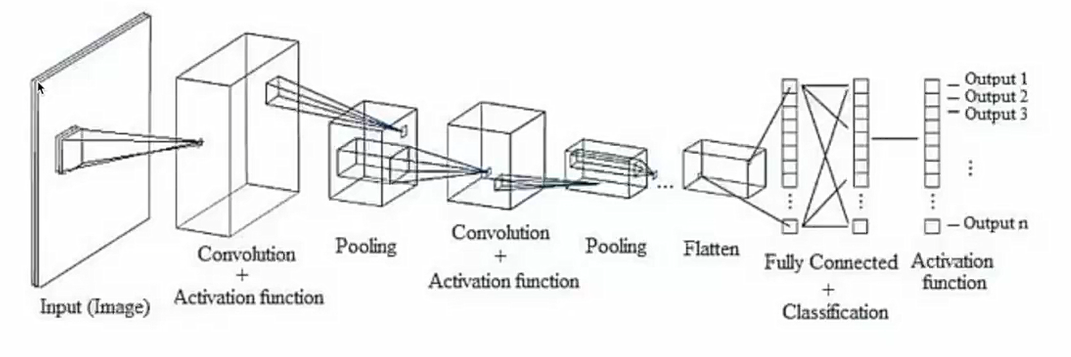 Input (Image)
Convolution
+
Activation function
Pooling
Convolution
+
Activation function
Pooling
...
Flatten
Fully Connected
+
Classification
Activation
function
Output 1
Output 2
Output 3
⋮
Output n